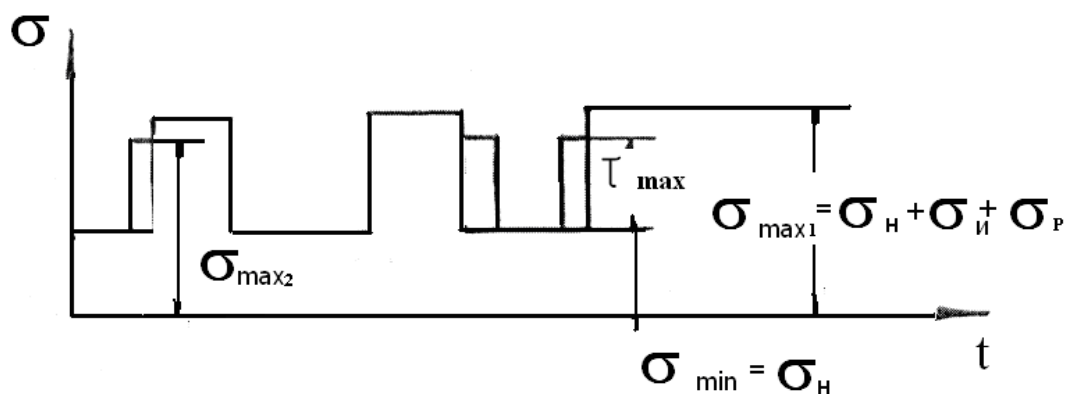 σ
τ max
σ max1 = σ н + σ и + σ р
σ max2
t
σ min = σ н